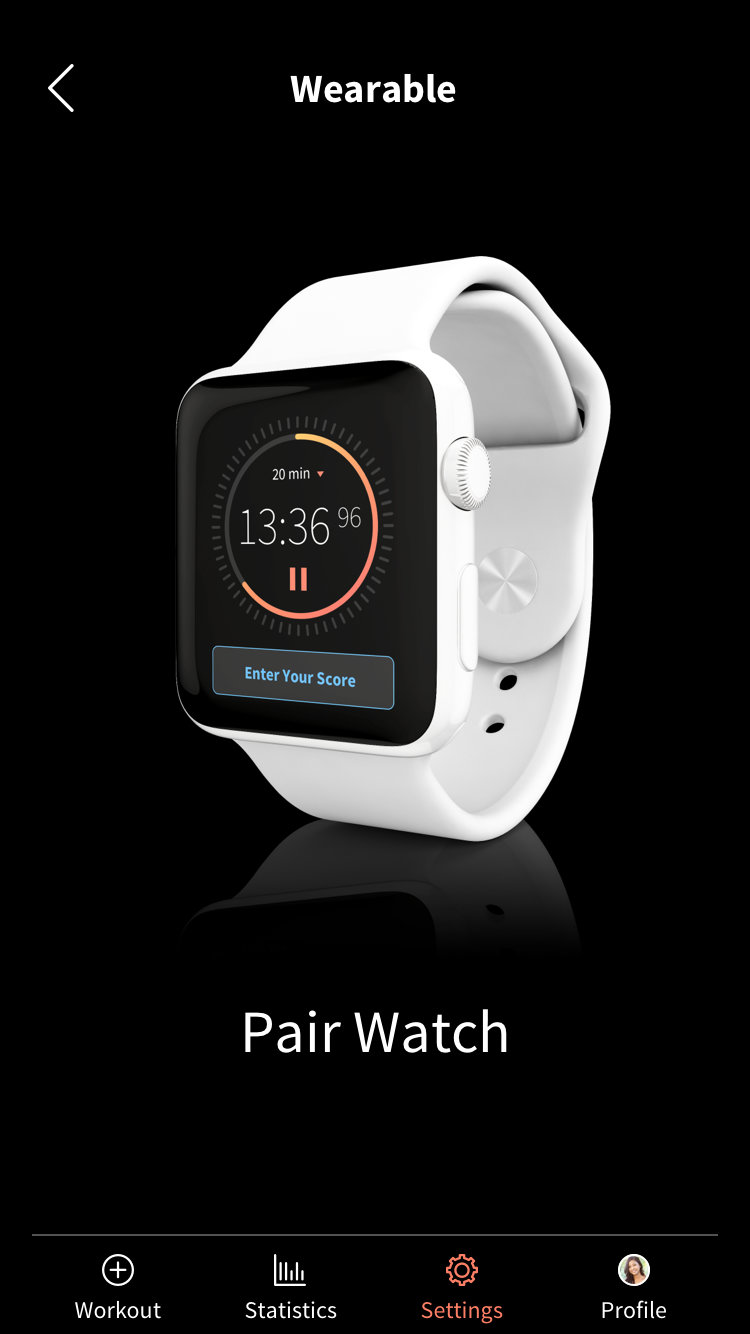 Wearable
20 min
13:36 96
Enter Your Score
Pair Watch
Workout
Statistics
Settings
Profile